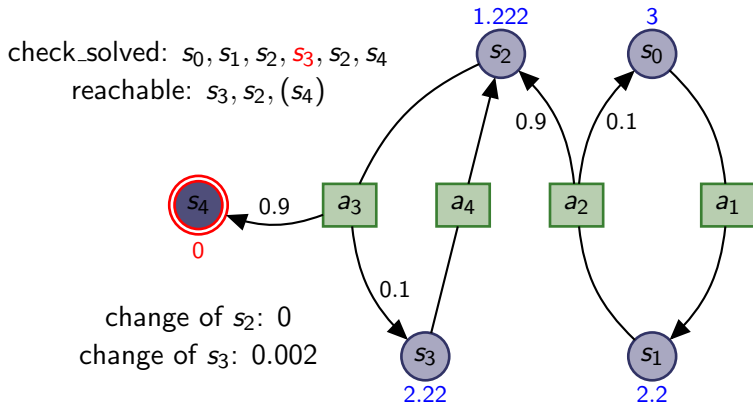 1.222
3
check_solved: s₀, s₁, s₂, s₃, s₂, s₄
s₂
s₀
reachable: s₃, s₂, (s₄)
0.9
0.1
s₄
0.9
a₃
a₄
a₂
a₁
0
0.1
change of s₂: 0
change of s₃: 0.002
s₃
s₁
2.22
2.2